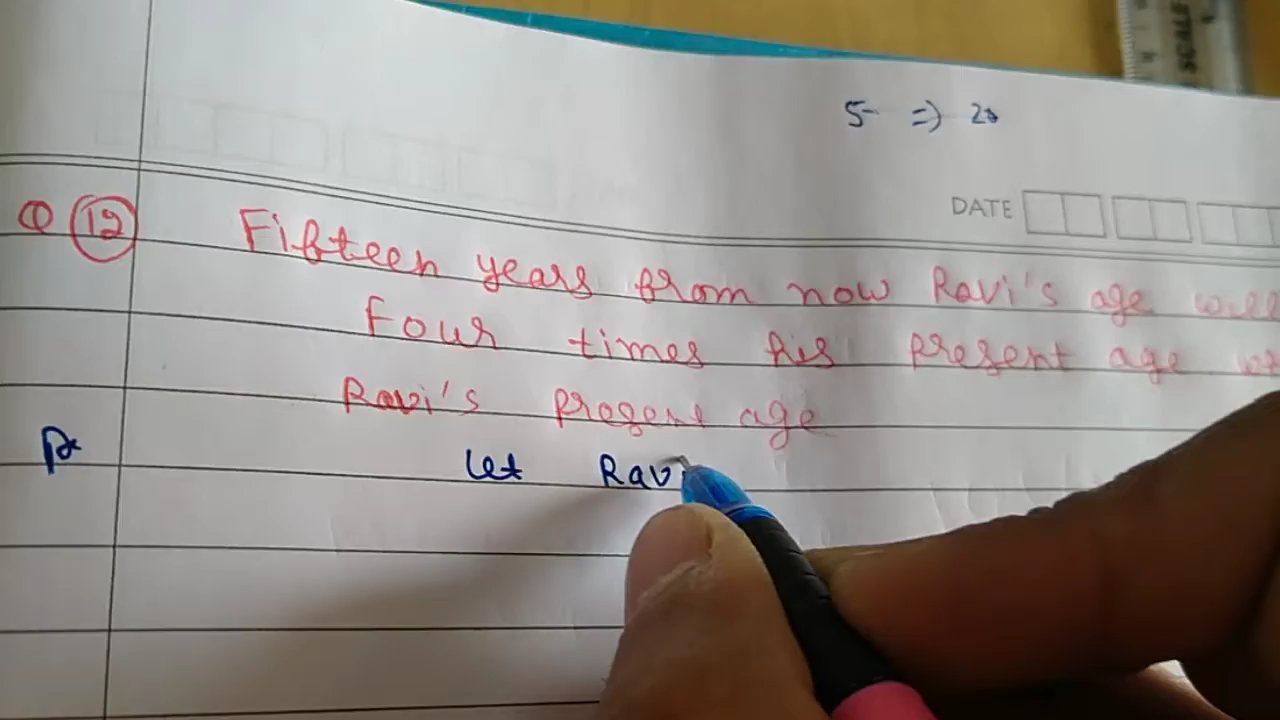 SCALE
5 => 20
DATE
Q 12 Fifteen years from now Ravi's age will
Four times his present age
Ravi's present age
let Rav